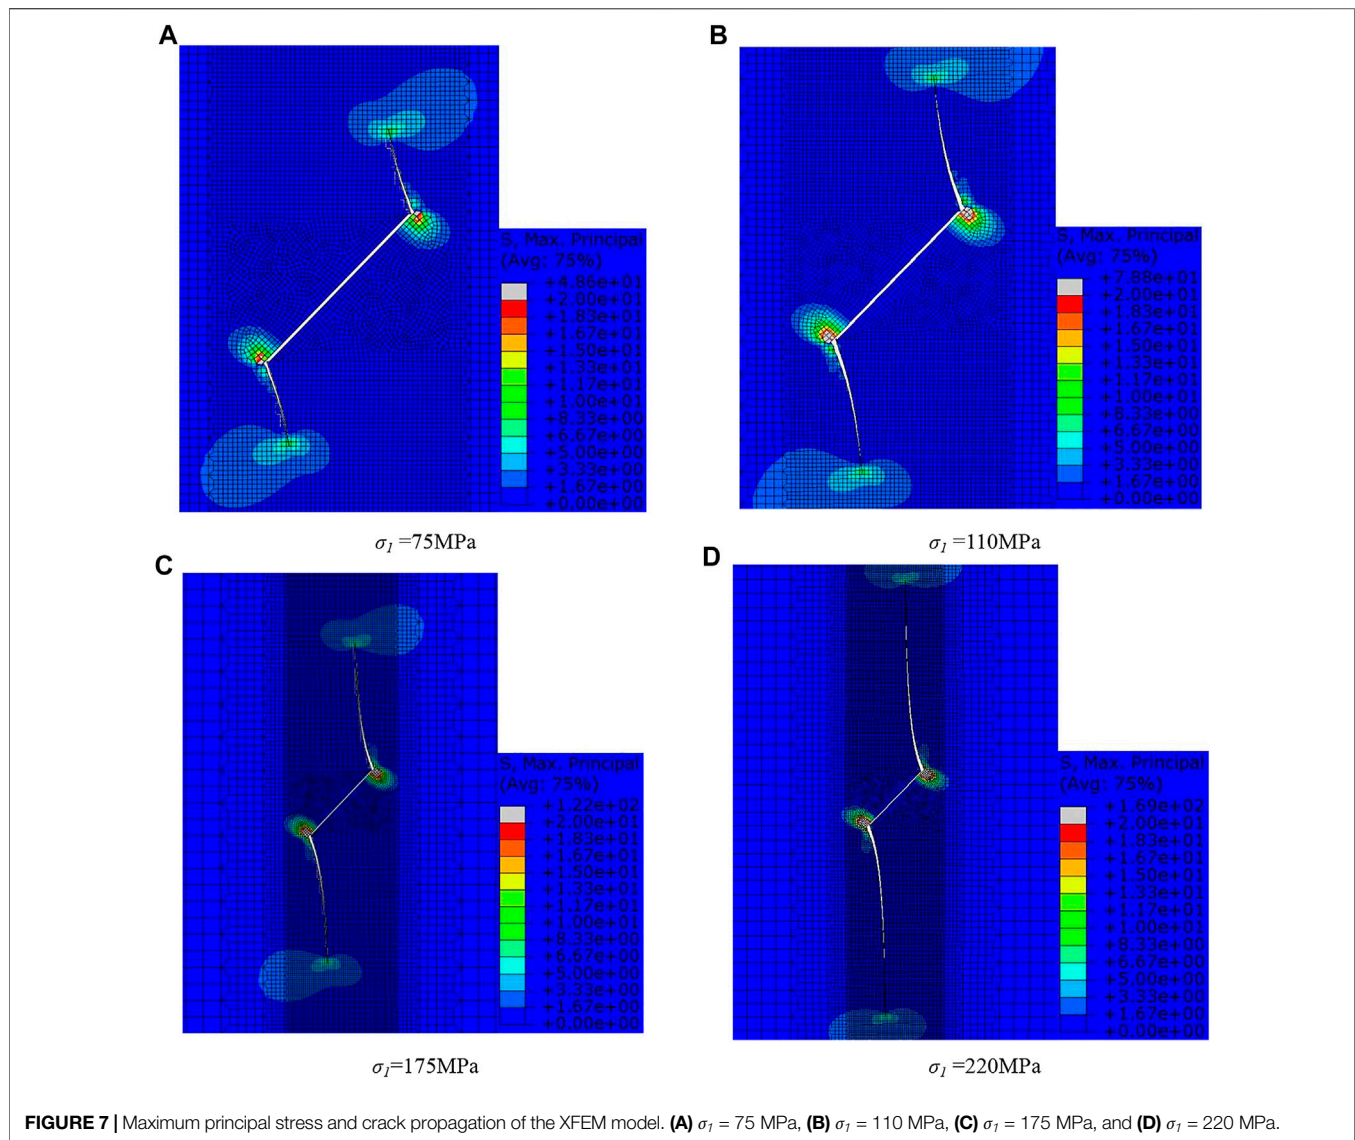 A
S, Max. Principal
(Avg: 75%)
+4.86e+01
+2.00e+01
+1.83e+01
+1.67e+01
+1.50e+01
+1.33e+01
+1.17e+01
+1.00e+01
+8.33e+00
+6.67e+00
+5.00e+00
+3.33e+00
+1.67e+00
+0.00e+00
σ1 =75MPa
B
S, Max. Principal
(Avg: 75%)
+7.88e+01
+2.00e+01
+1.83e+01
+1.67e+01
+1.50e+01
+1.33e+01
+1.17e+01
+1.00e+01
+8.33e+00
+6.67e+00
+5.00e+00
+3.33e+00
+1.67e+00
+0.00e+00
σ1 =110MPa
C
S, Max. Principal
(Avg: 75%)
+1.22e+02
+2.00e+01
+1.83e+01
+1.67e+01
+1.50e+01
+1.33e+01
+1.17e+01
+1.00e+01
+8.33e+00
+6.67e+00
+5.00e+00
+3.33e+00
+1.67e+00
+0.00e+00
σ1=175MPa
D
S, Max. Principal
(Avg: 75%)
+1.69e+02
+2.00e+01
+1.83e+01
+1.67e+01
+1.50e+01
+1.33e+01
+1.17e+01
+1.00e+01
+8.33e+00
+6.67e+00
+5.00e+00
+3.33e+00
+1.67e+00
+0.00e+00
σ1 =220MPa
FIGURE 7 | Maximum principal stress and crack propagation of the XFEM model. (A) σ1 = 75 MPa, (B) σ1 = 110 MPa, (C) σ1 = 175 MPa, and (D) σ1 = 220 MPa.